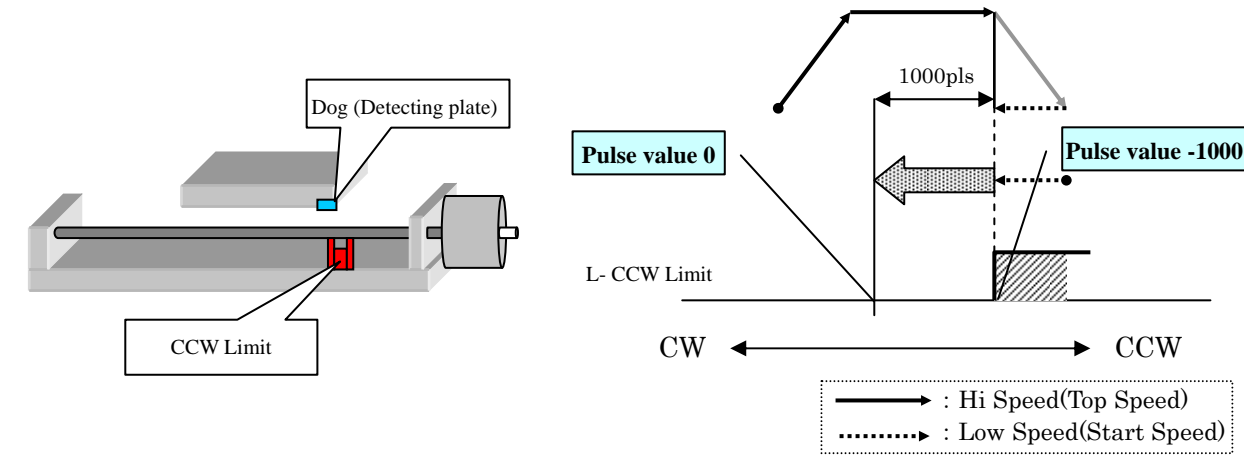 Dog (Detecting plate)
CCW Limit
1000pls
Pulse value 0
Pulse value -1000
L- CCW Limit
CW
CCW
: Hi Speed(Top Speed)
: Low Speed(Start Speed)